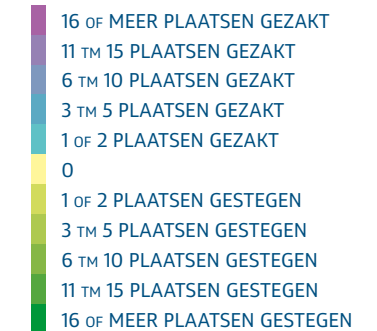 16 OF MEER PLAATSEN GEZAKT
11 TM 15 PLAATSEN GEZAKT
6 TM 10 PLAATSEN GEZAKT
3 TM 5 PLAATSEN GEZAKT
1 OF 2 PLAATSEN GEZAKT
0
1 OF 2 PLAATSEN GESTEGEN
3 TM 5 PLAATSEN GESTEGEN
6 TM 10 PLAATSEN GESTEGEN
11 TM 15 PLAATSEN GESTEGEN
16 OF MEER PLAATSEN GESTEGEN